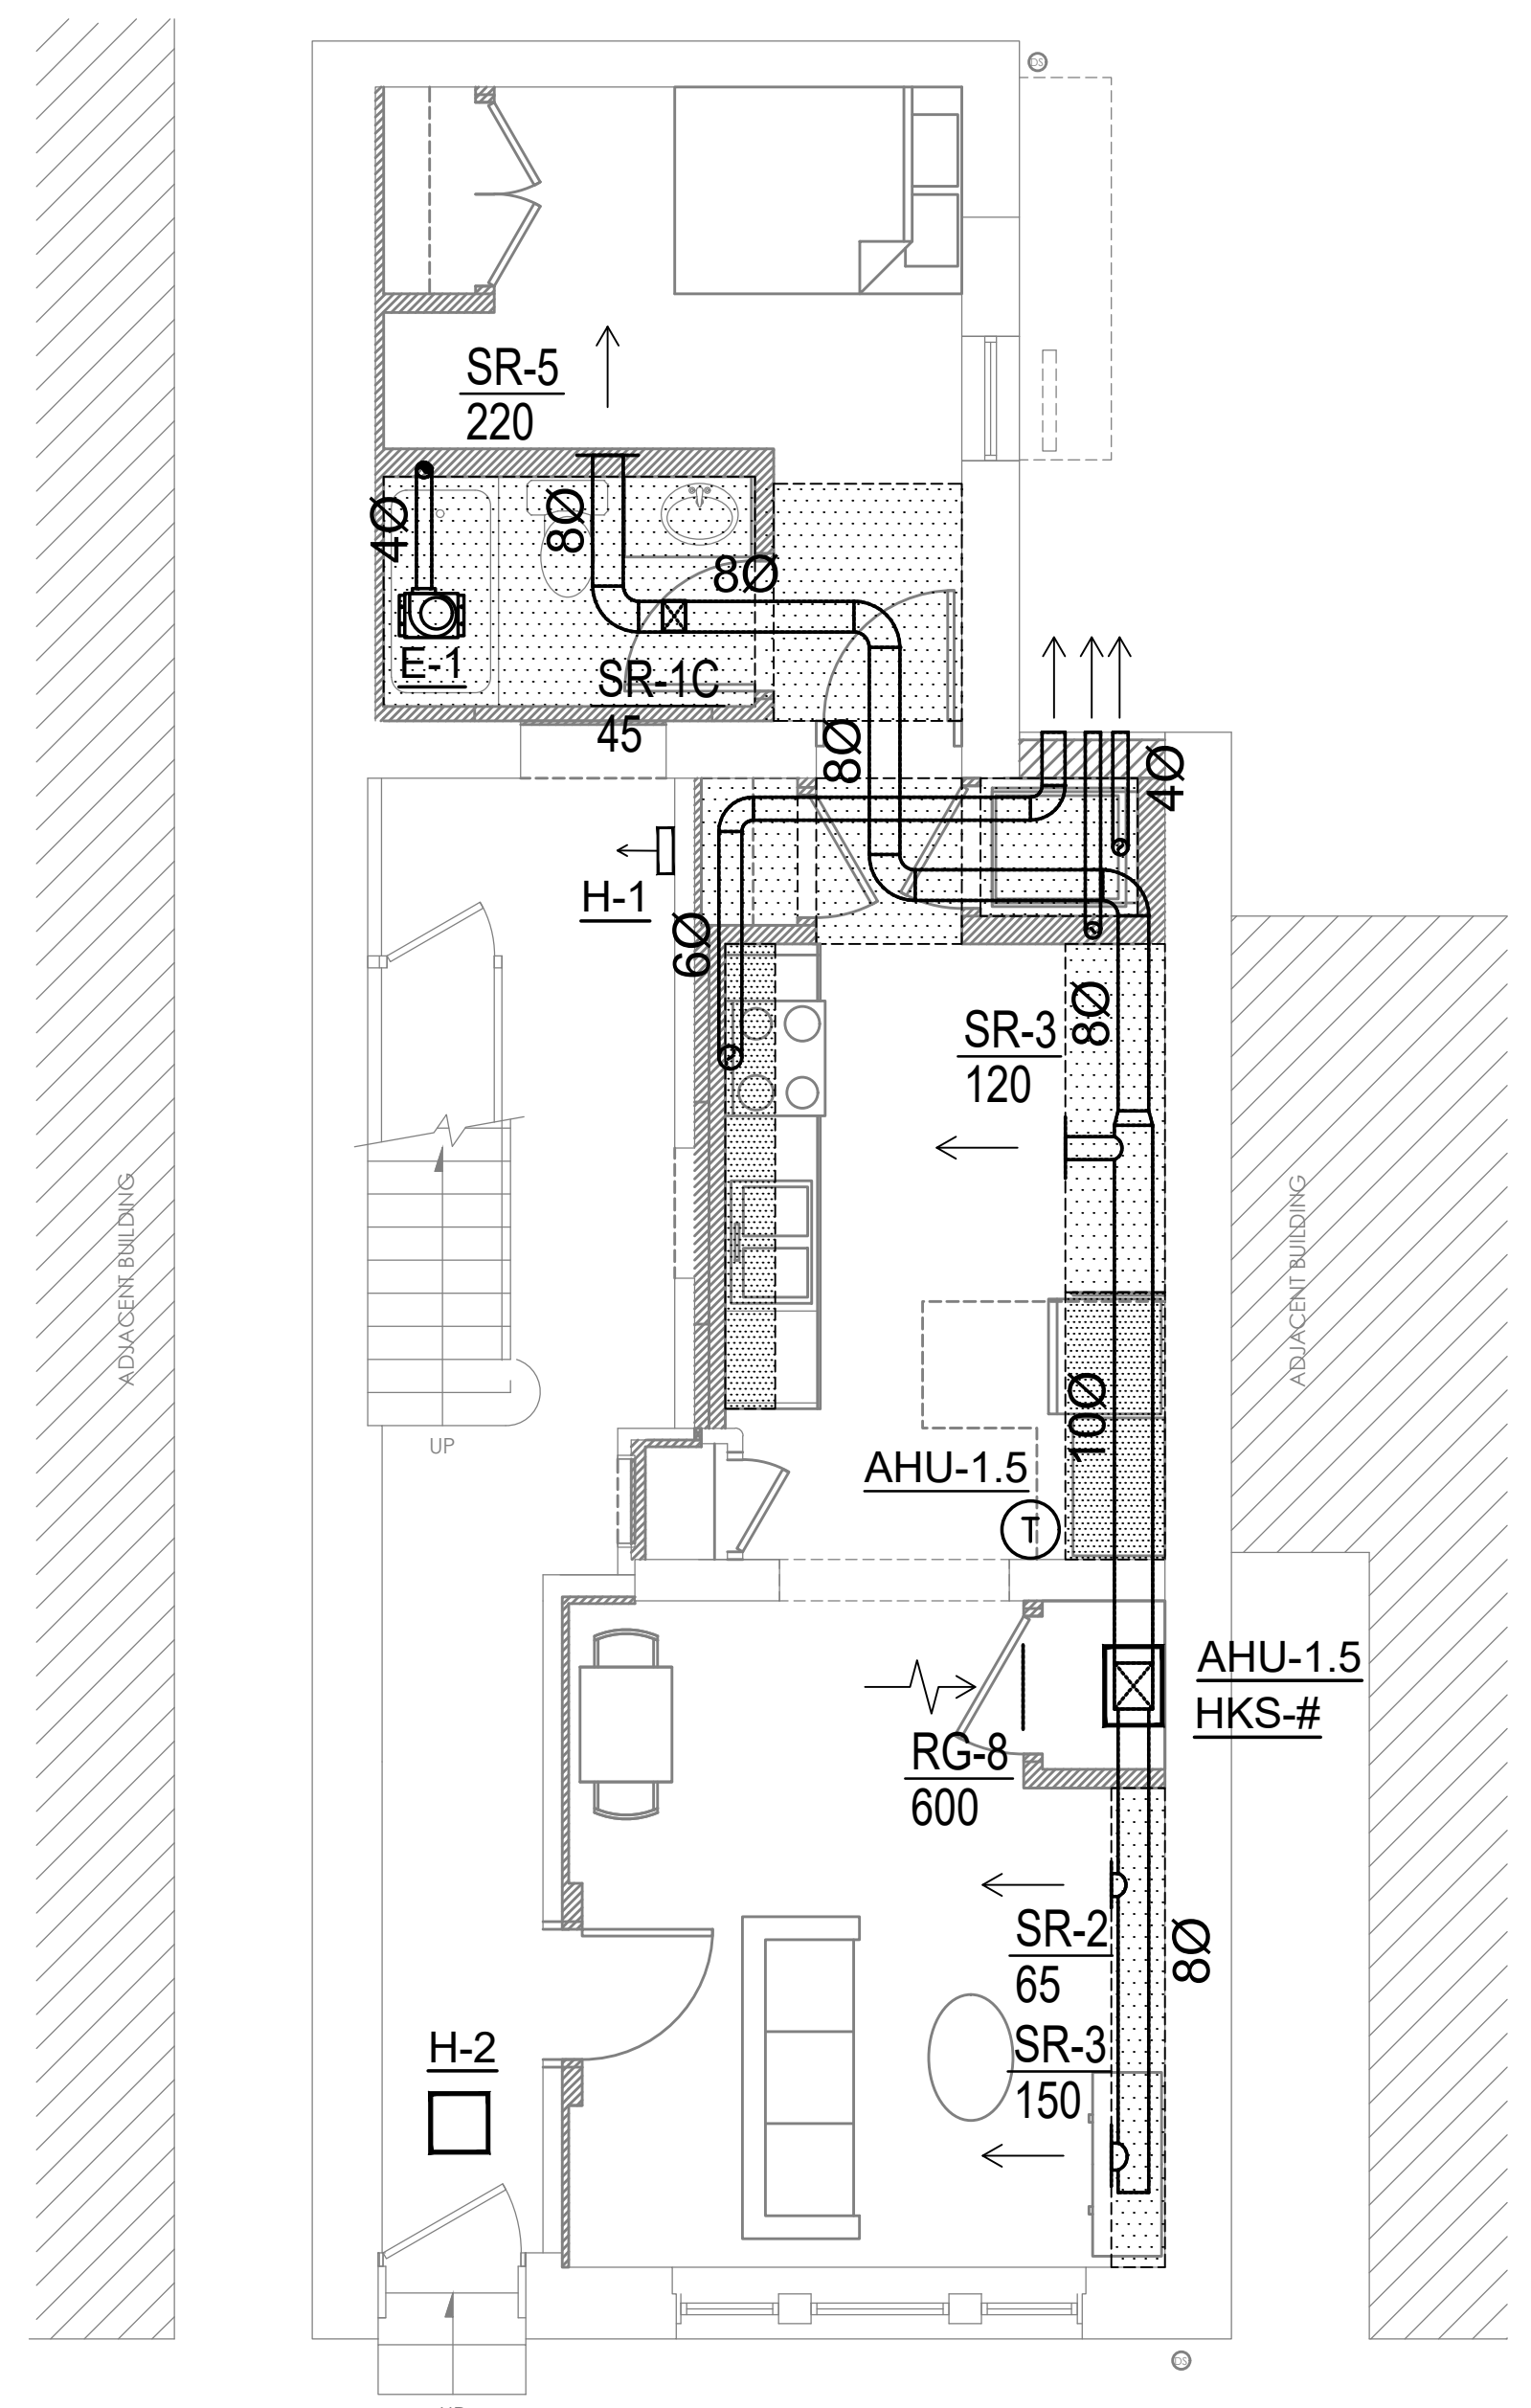 DS
SR-5
220
4Ø
8Ø
8Ø
E-1
SR-1C
45
8Ø
4Ø
H-1
6Ø
8Ø
SR-3
120
ADJACENT BUILDING
ADJACENT BUILDING
10Ø
UP
AHU-1.5
T
AHU-1.5
HKS-#
RG-8
600
SR-2
65
8Ø
SR-3
150
H-2
DS
UP